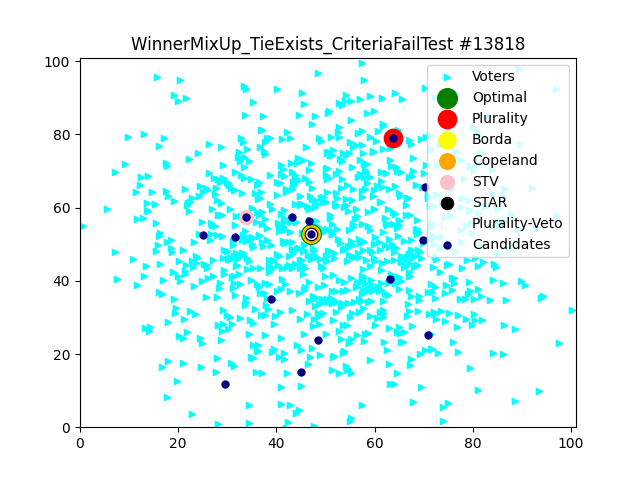 WinnerMixUp_TieExists_CriteriaFailTest #13818
100
80
60
40
20
0
0
20
40
60
80
100
Voters
Optimal
Plurality
Borda
Copeland
STV
STAR
Plurality-Veto
Candidates